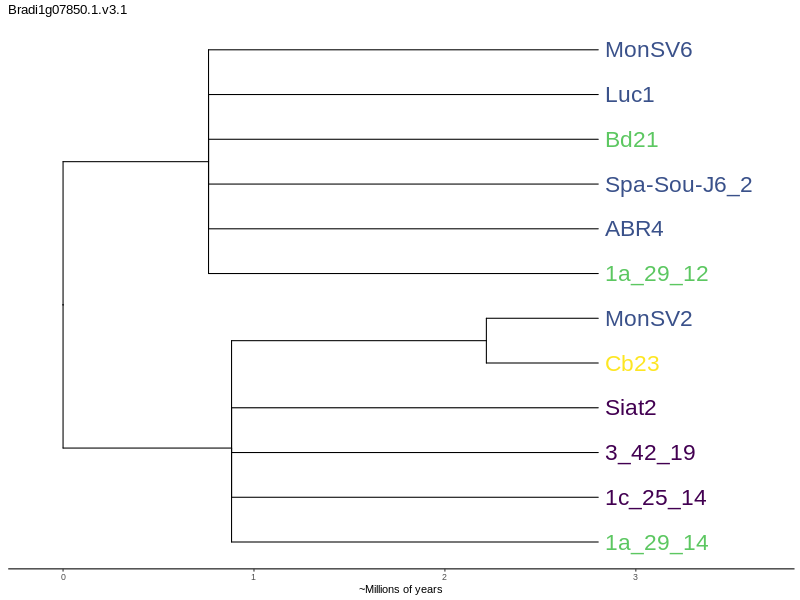 Bradi1g07850.1.v3.1
MonSV6
Luc1
Bd21
Spa-Sou-J6_2
ABR4
1a_29_12
MonSV2
Cb23
Siat2
3_42_19
1c_25_14
1a_29_14
0 1 2 3
~Millions of years